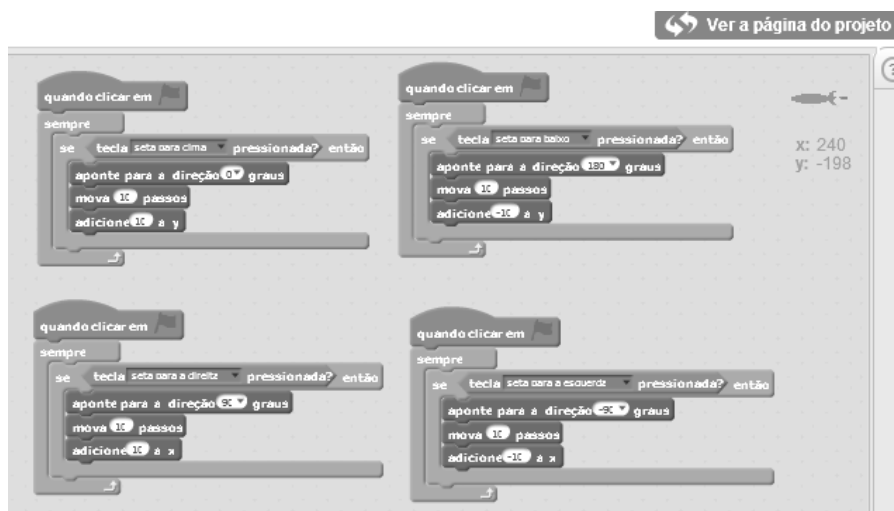 Ver a página do projeto
quando clicar em
sempre
se tecla seta para cima pressionada? então
aponte para a direção 0 graus
mova 10 passos
adicione 10 a y
quando clicar em
sempre
se tecla seta para baixo pressionada? então
aponte para a direção 180 graus
mova 10 passos
adicione -10 a y
x: 240
y: -198
quando clicar em
sempre
se tecla seta para a direita pressionada? então
aponte para a direção 90 graus
mova 10 passos
adicione 10 a x
quando clicar em
sempre
se tecla seta para a esquerda pressionada? então
aponte para a direção -90 graus
mova 10 passos
adicione -10 a x